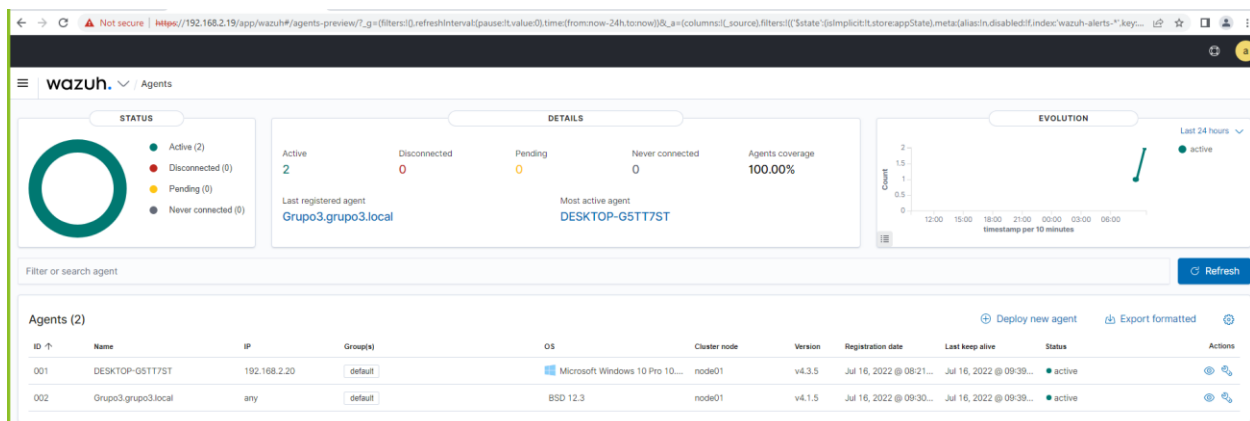 Not secure | https://192.168.2.19/app/wazuh#/agents-preview/?_g=(filters:!(),refreshInterval:(pause:!t,value:0),time:(from:now-24h,to:now))&_a=(columns:!(_source),filters:!(('$state':(isImplicit:!t,store:appState),meta:(alias:!n,disabled:!f,index:'wazuh-alerts-*',key:...
a
wazuh. / Agents
STATUS
Active (2)
Disconnected (0)
Pending (0)
Never connected (0)
DETAILS
Active Disconnected Pending Never connected Agents coverage
2 0 0 0 100.00%
Last registered agent Most active agent
Grupo3.grupo3.local DESKTOP-G5TT7ST
EVOLUTION
Last 24 hours
active
Count
2
1.5
1
0.5
0
12:00 15:00 18:00 21:00 00:00 03:00 06:00
timestamp per 10 minutes
Filter or search agent
Refresh
Agents (2)
Deploy new agent Export formatted
ID Name IP Group(s) OS Cluster node Version Registration date Last keep alive Status Actions
001 DESKTOP-G5TT7ST 192.168.2.20 default Microsoft Windows 10 Pro 10.... node01 v4.3.5 Jul 16, 2022 @ 08:21... Jul 16, 2022 @ 09:39... active
002 Grupo3.grupo3.local any default BSD 12.3 node01 v4.1.5 Jul 16, 2022 @ 09:30... Jul 16, 2022 @ 09:39... active